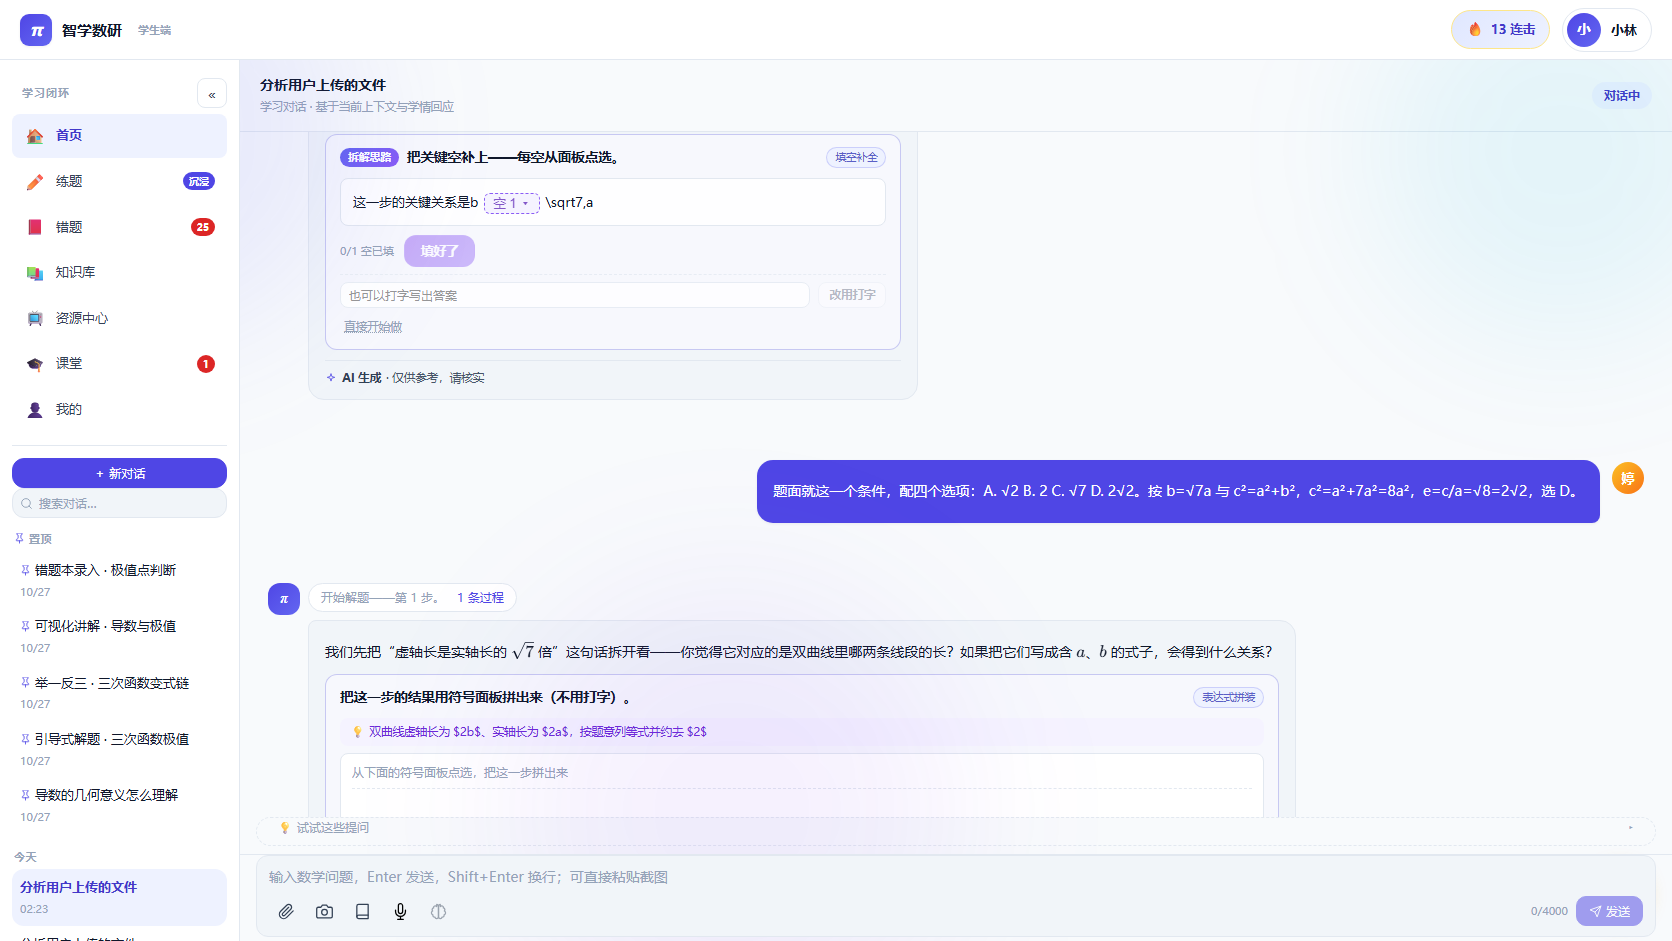 π 智学数研 学生端
13 连击
小 小林
学习闭环
«
首页
练题 沉浸
错题 25
知识库
资源中心
课堂 1
我的
+ 新对话
搜索对话...
置顶
错题本录入 · 极值点判断
10/27
可视化讲解 · 导数与极值
10/27
举一反三 · 三次函数变式链
10/27
引导式解题 · 三次函数极值
10/27
导数的几何意义怎么理解
10/27
今天
分析用户上传的文件
02:23
分析用户上传的文件
分析用户上传的文件
学习对话 · 基于当前上下文与学情回应
对话中
拆解思路 把关键空补上——每空从面板点选。 填空补全
这一步的关键关系是b 空 1 \sqrt7,a
0/1 空已填 填好了
也可以打字写出答案 改用打字
直接开始做
AI 生成 · 仅供参考，请核实
题面就这一个条件，配四个选项：A. √2 B. 2 C. √7 D. 2√2。按 b=√7a 与 c²=a²+b²，c²=a²+7a²=8a²，e=c/a=√8=2√2，选 D。
婷
π 开始解题——第 1 步。 1 条过程
我们先把“虚轴长是实轴长的 √7 倍”这句话拆开看——你觉得它对应的是双曲线里哪两条线段的长？如果把它们写成含 a、b 的式子，会得到什么关系？
把这一步的结果用符号面板拼出来（不用打字）。 表达式拼装
双曲线虚轴长为 $2b$、实轴长为 $2a$，按题意列等式并约去 $2$
从下面的符号面板点选，把这一步拼出来
试试这些提问
输入数学问题，Enter 发送，Shift+Enter 换行；可直接粘贴截图
0/4000 发送